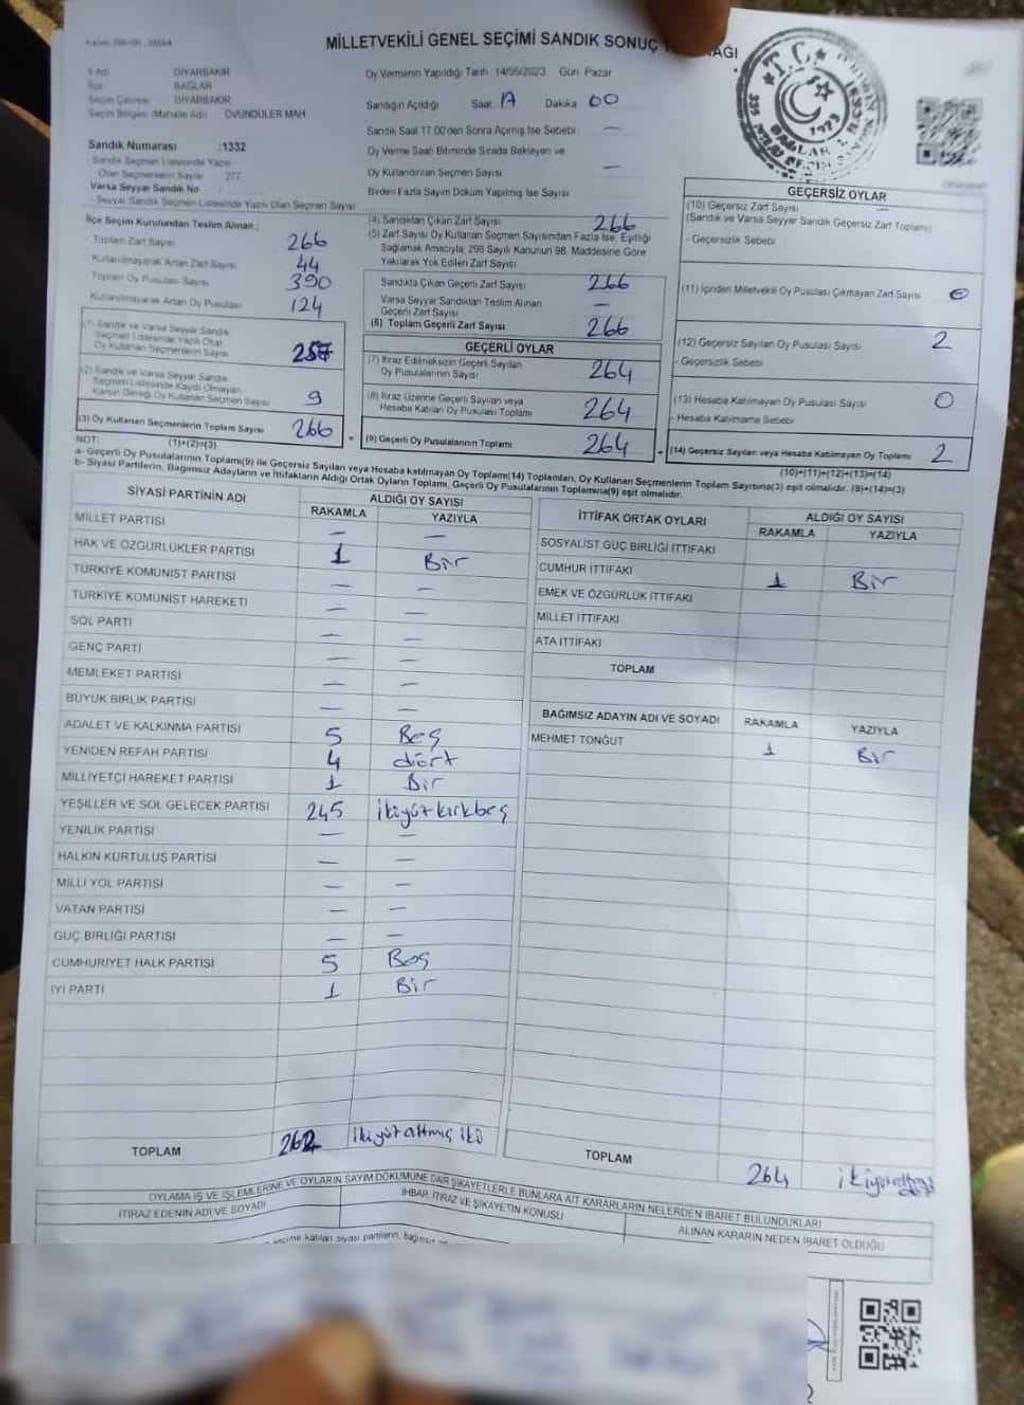 MİLLETVEKİLİ GENEL SEÇİMİ SANDIK SONUÇ
İl Adı DİYARBAKIR
İlçe BAĞLAR
Seçim Çevresi DİYARBAKIR
Seçim Bölgesi (Mahalle Adı) ÖVÜNDÜLER MAH
Sandık Numarası :1332
Sandık Seçmen Listesinde Yazılı
Olan Seçmenlerin Sayısı 277
Varsa Seyyar Sandık No
Seyyar Sandık Seçmen Listesinde Yazılı Olan Seçmen Sayısı
Oy Vermenin Yapıldığı Tarih : 14/05/2023 Gün: Pazar
Sandığın Açıldığı Saat: 17 Dakika 00
Sandık Saat 17.00'den Sonra Açılmış İse Sebebi —
Oy Verme Saati Bitiminde Sırada Bekleyen ve
Oy Kullandırılan Seçmen Sayısı —
Birden Fazla Sayım Döküm Yapılmış İse Sayısı
İlçe Seçim Kurulundan Teslim Alınan ;
Toplam Zarf Sayısı 266
Kullanılmayarak Artan Zarf Sayısı 44
Toplam Oy Pusulası Sayısı 390
Kullanılmayarak Artan Oy Pusulası 124
(1) Sandık ve Varsa Seyyar Sandık
Seçmen Listesinde Yazılı Olup
Oy Kullanan Seçmenlerin Sayısı 257
(2) Sandık ve Varsa Seyyar Sandık
Seçmen Listesinde Kaydı Olmayan
Kanun Gereği Oy Kullanan Seçmen Sayısı 9
(3) Oy Kullanan Seçmenlerin Toplam Sayısı 266
(1)+(2)=(3)
(4) Sandıktan Çıkan Zarf Sayısı 266
(5) Zarf Sayısı Oy Kullanan Seçmen Sayısından Fazla İse, Eşitliği
Sağlamak Amacıyla, 298 Sayılı Kanunun 98. Maddesine Göre
Yakılarak Yok Edilen Zarf Sayısı
Sandıkta Çıkan Geçerli Zarf Sayısı 266
Varsa Seyyar Sandıktan Teslim Alınan
Geçerli Zarf Sayısı —
(6) Toplam Geçerli Zarf Sayısı 266
GEÇERLİ OYLAR
(7) İtiraz Edilmeksizin Geçerli Sayılan
Oy Pusulalarının Sayısı 264
(8) İtiraz Üzerine Geçerli Sayılan veya
Hesaba Katılan Oy Pusulası Toplamı 264
(9) Geçerli Oy Pusulalarının Toplamı 264
GEÇERSİZ OYLAR
(10) Geçersiz Zarf Sayısı
(Sandık ve Varsa Seyyar Sandık Geçersiz Zarf Toplamı)
- Geçersizlik Sebebi
(11) İçinden Milletvekili Oy Pusulası Çıkmayan Zarf Sayısı 0
(12) Geçersiz Sayılan Oy Pusulası Sayısı 2
- Geçersizlik Sebebi
(13) Hesaba Katılmayan Oy Pusulası Sayısı 0
- Hesaba Katılmama Sebebi
(14) Geçersiz Sayılan veya Hesaba Katılmayan Oy Toplamı 2
(10)+(11)+(12)+(13)=(14)
NOT:
a- Geçerli Oy Pusulalarının Toplamı(9) ile Geçersiz Sayılan veya Hesaba katılmayan Oy Toplamı(14) Toplamları, Oy Kullanan Seçmenlerin Toplam Sayısına(3) eşit olmalıdır. (9)+(14)=(3)
b- Siyasi Partilerin, Bağımsız Adayların ve İttifakların Aldığı Ortak Oyların Toplamı, Geçerli Oy Pusulalarının Toplamına(9) eşit olmalıdır.
SİYASİ PARTİNİN ADI ALDIĞI OY SAYISI
RAKAMLA YAZIYLA
MİLLET PARTİSİ — —
HAK VE ÖZGÜRLÜKLER PARTİSİ 1 Bir
TÜRKİYE KOMÜNİST PARTİSİ — —
TÜRKİYE KOMÜNİST HAREKETİ —
SOL PARTİ — —
GENÇ PARTİ — —
MEMLEKET PARTİSİ — —
BÜYÜK BİRLİK PARTİSİ — —
ADALET VE KALKINMA PARTİSİ 5 Beş
YENİDEN REFAH PARTİSİ 4 dört
MİLLİYETÇİ HAREKET PARTİSİ 1 Bir
YEŞİLLER VE SOL GELECEK PARTİSİ 245 ikiyüzkırkbeş
YENİLİK PARTİSİ — —
HALKIN KURTULUŞ PARTİSİ — —
MİLLİ YOL PARTİSİ — —
VATAN PARTİSİ — —
GÜÇ BİRLİĞİ PARTİSİ — —
CUMHURİYET HALK PARTİSİ 5 Beş
İYİ PARTİ 1 Bir
TOPLAM 262 ikiyüzaltmış iki
İTTİFAK ORTAK OYLARI ALDIĞI OY SAYISI
RAKAMLA YAZIYLA
SOSYALİST GÜÇ BİRLİĞİ İTTİFAKI
CUMHUR İTTİFAKI 1 Bir
EMEK VE ÖZGÜRLÜK İTTİFAKI
MİLLET İTTİFAKI
ATA İTTİFAKI
TOPLAM
BAĞIMSIZ ADAYIN ADI VE SOYADI RAKAMLA YAZIYLA
MEHMET TONĞUT 1 Bir
TOPLAM 264
OYLAMA İŞ VE İŞLEMLERİNE VE OYLARIN SAYIM DÖKÜMÜNE DAİR ŞİKAYETLERLE BUNLARA AİT KARARLARIN NELERDEN İBARET BULUNDUKLARI
İTİRAZ EDENİN ADI VE SOYADI İHBAR, İTİRAZ VE ŞİKAYETİN KONUSU ALINAN KARARIN NEDEN İBARET OLDUĞU
seçime katılan siyasi partilerin,